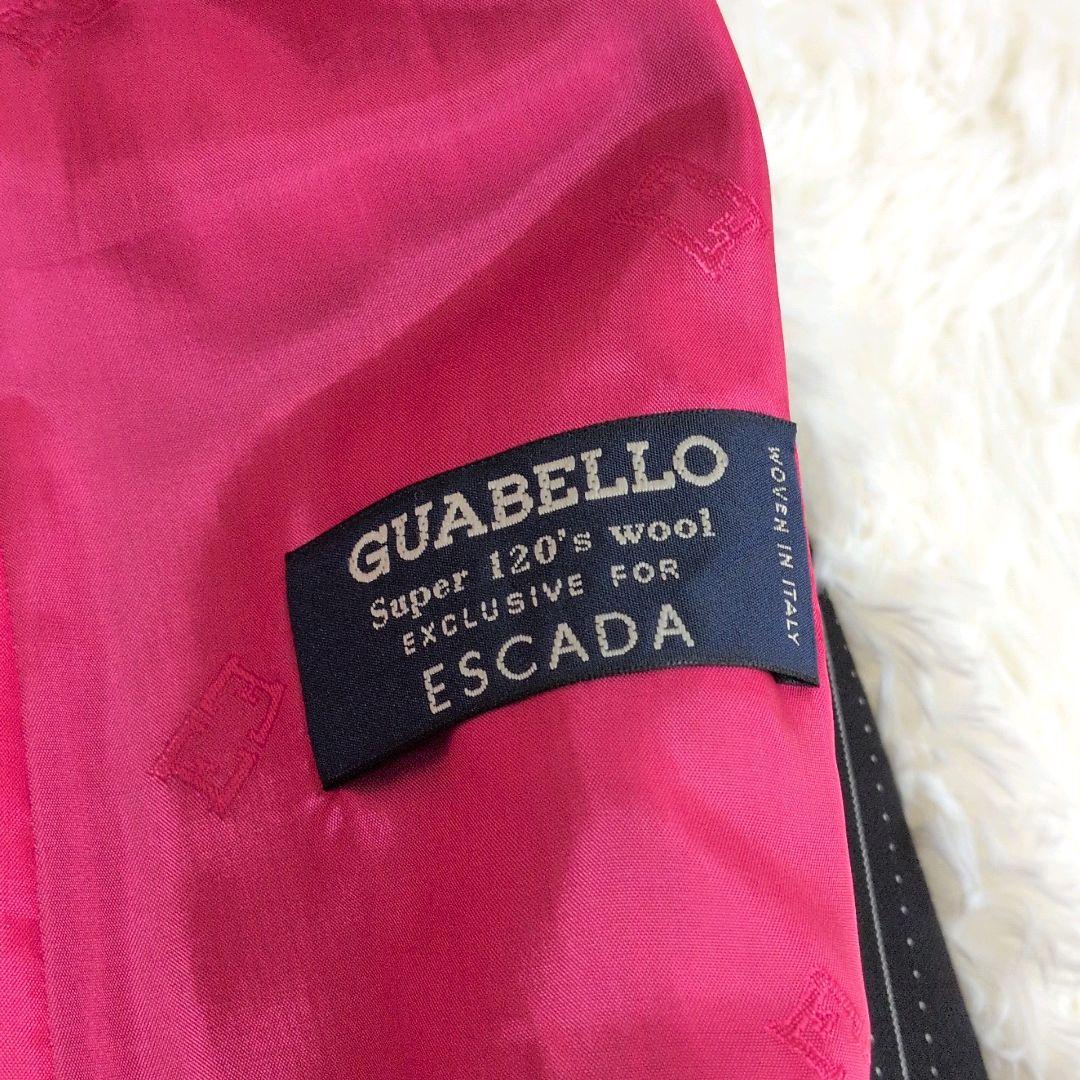 GUABELLO
Super 120's wool
EXCLUSIVE FOR
ESCADA
WOVEN IN ITALY